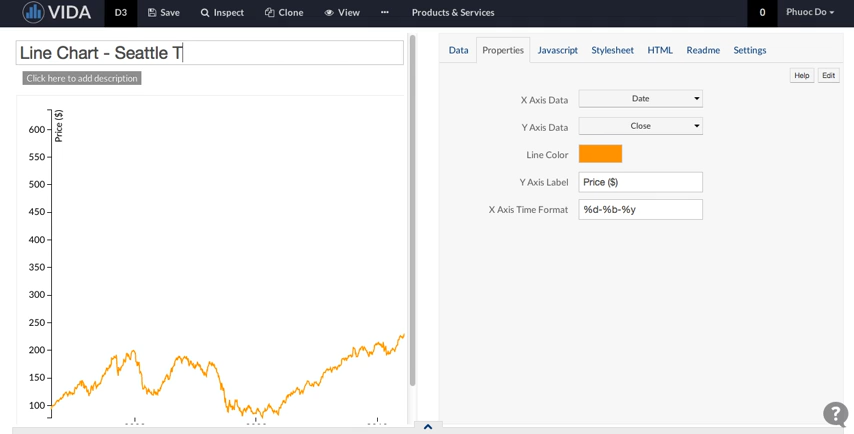 VIDA D3 Save Inspect Clone View ••• Products & Services 0 Phuoc Do
Line Chart - Seattle T
Click here to add description
Data Properties Javascript Stylesheet HTML Readme Settings
Help Edit
X Axis Data Date
Y Axis Data Close
Line Color
Y Axis Label Price ($)
X Axis Time Format %d-%b-%y
Price ($)
600
550
500
450
400
350
300
250
200
150
100
?